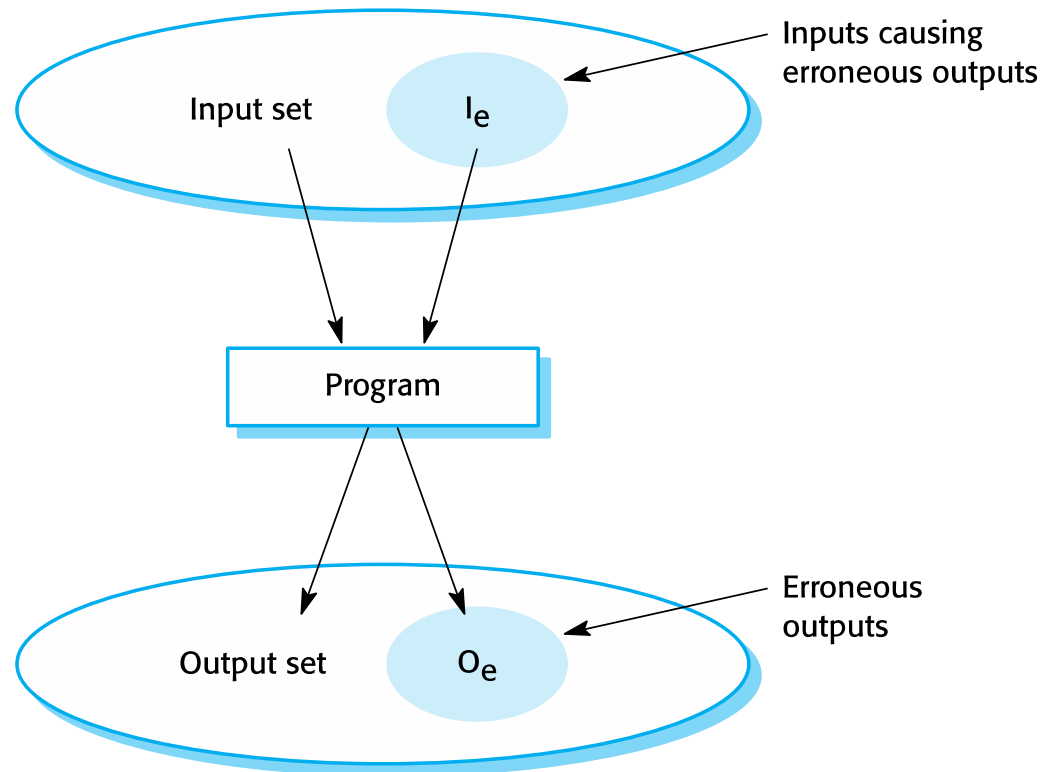 Inputs causing
erroneous outputs
Input set
Iₑ
Program
Erroneous
outputs
Output set
Oₑ